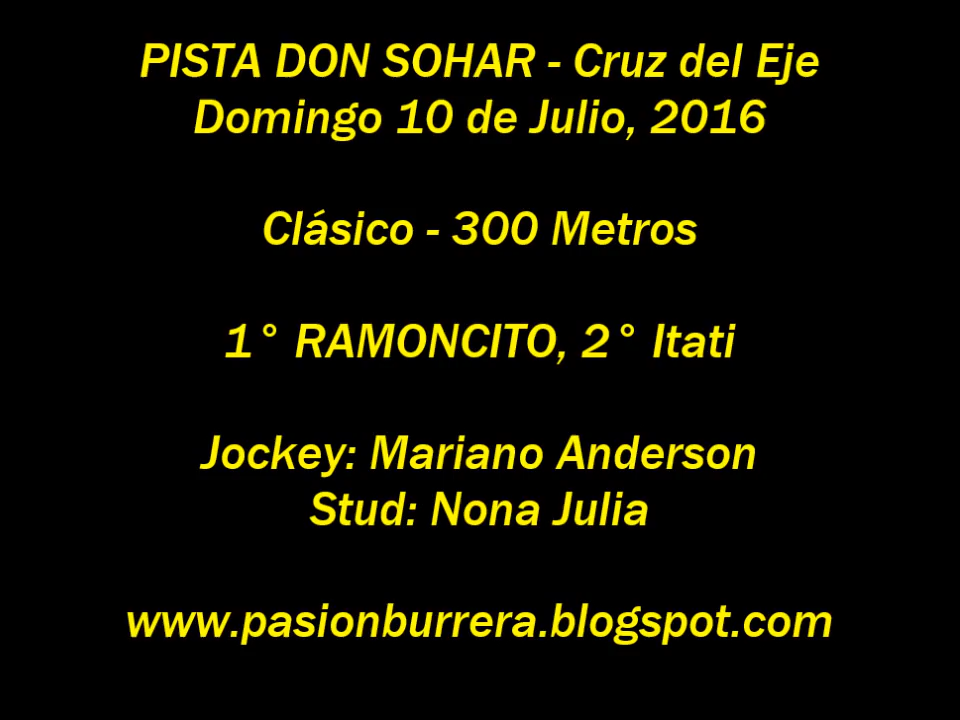 PISTA DON SOHAR - Cruz del Eje
Domingo 10 de Julio, 2016
Clásico - 300 Metros
1° RAMONCITO, 2° Itati
Jockey: Mariano Anderson
Stud: Nona Julia
www.pasionburrera.blogspot.com